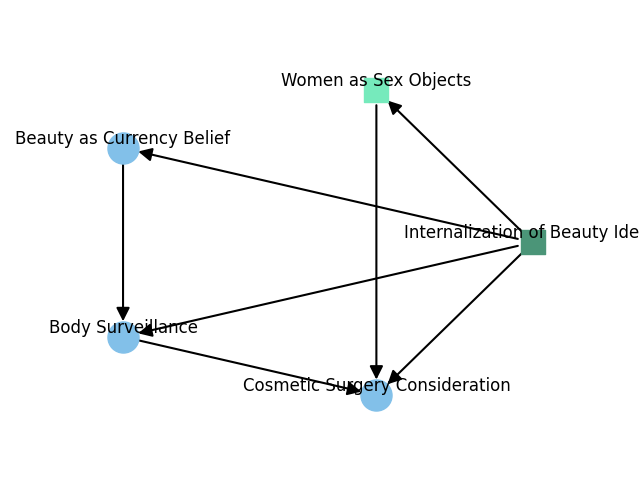 Women as Sex Objects
Beauty as Currency Belief
Internalization of Beauty Ide
Body Surveillance
Cosmetic Surgery Consideration